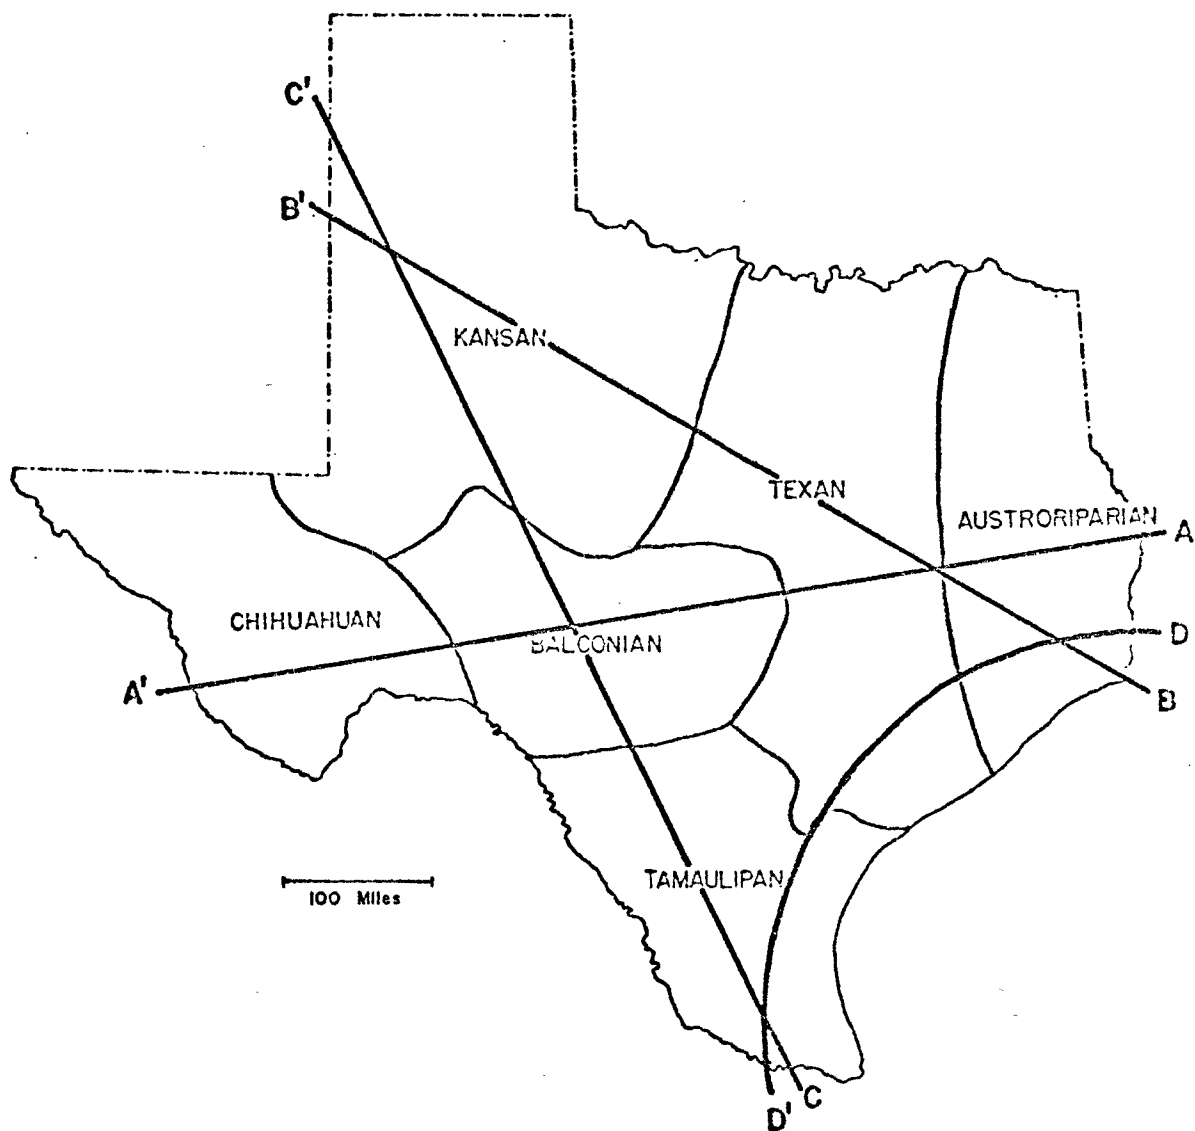 C'
B'
KANSAN
TEXAN
AUSTRORIPARIAN
A
CHIHUAHUAN
BALCONIAN
D
A'
B
TAMAULIPAN
100 Miles
D'
C